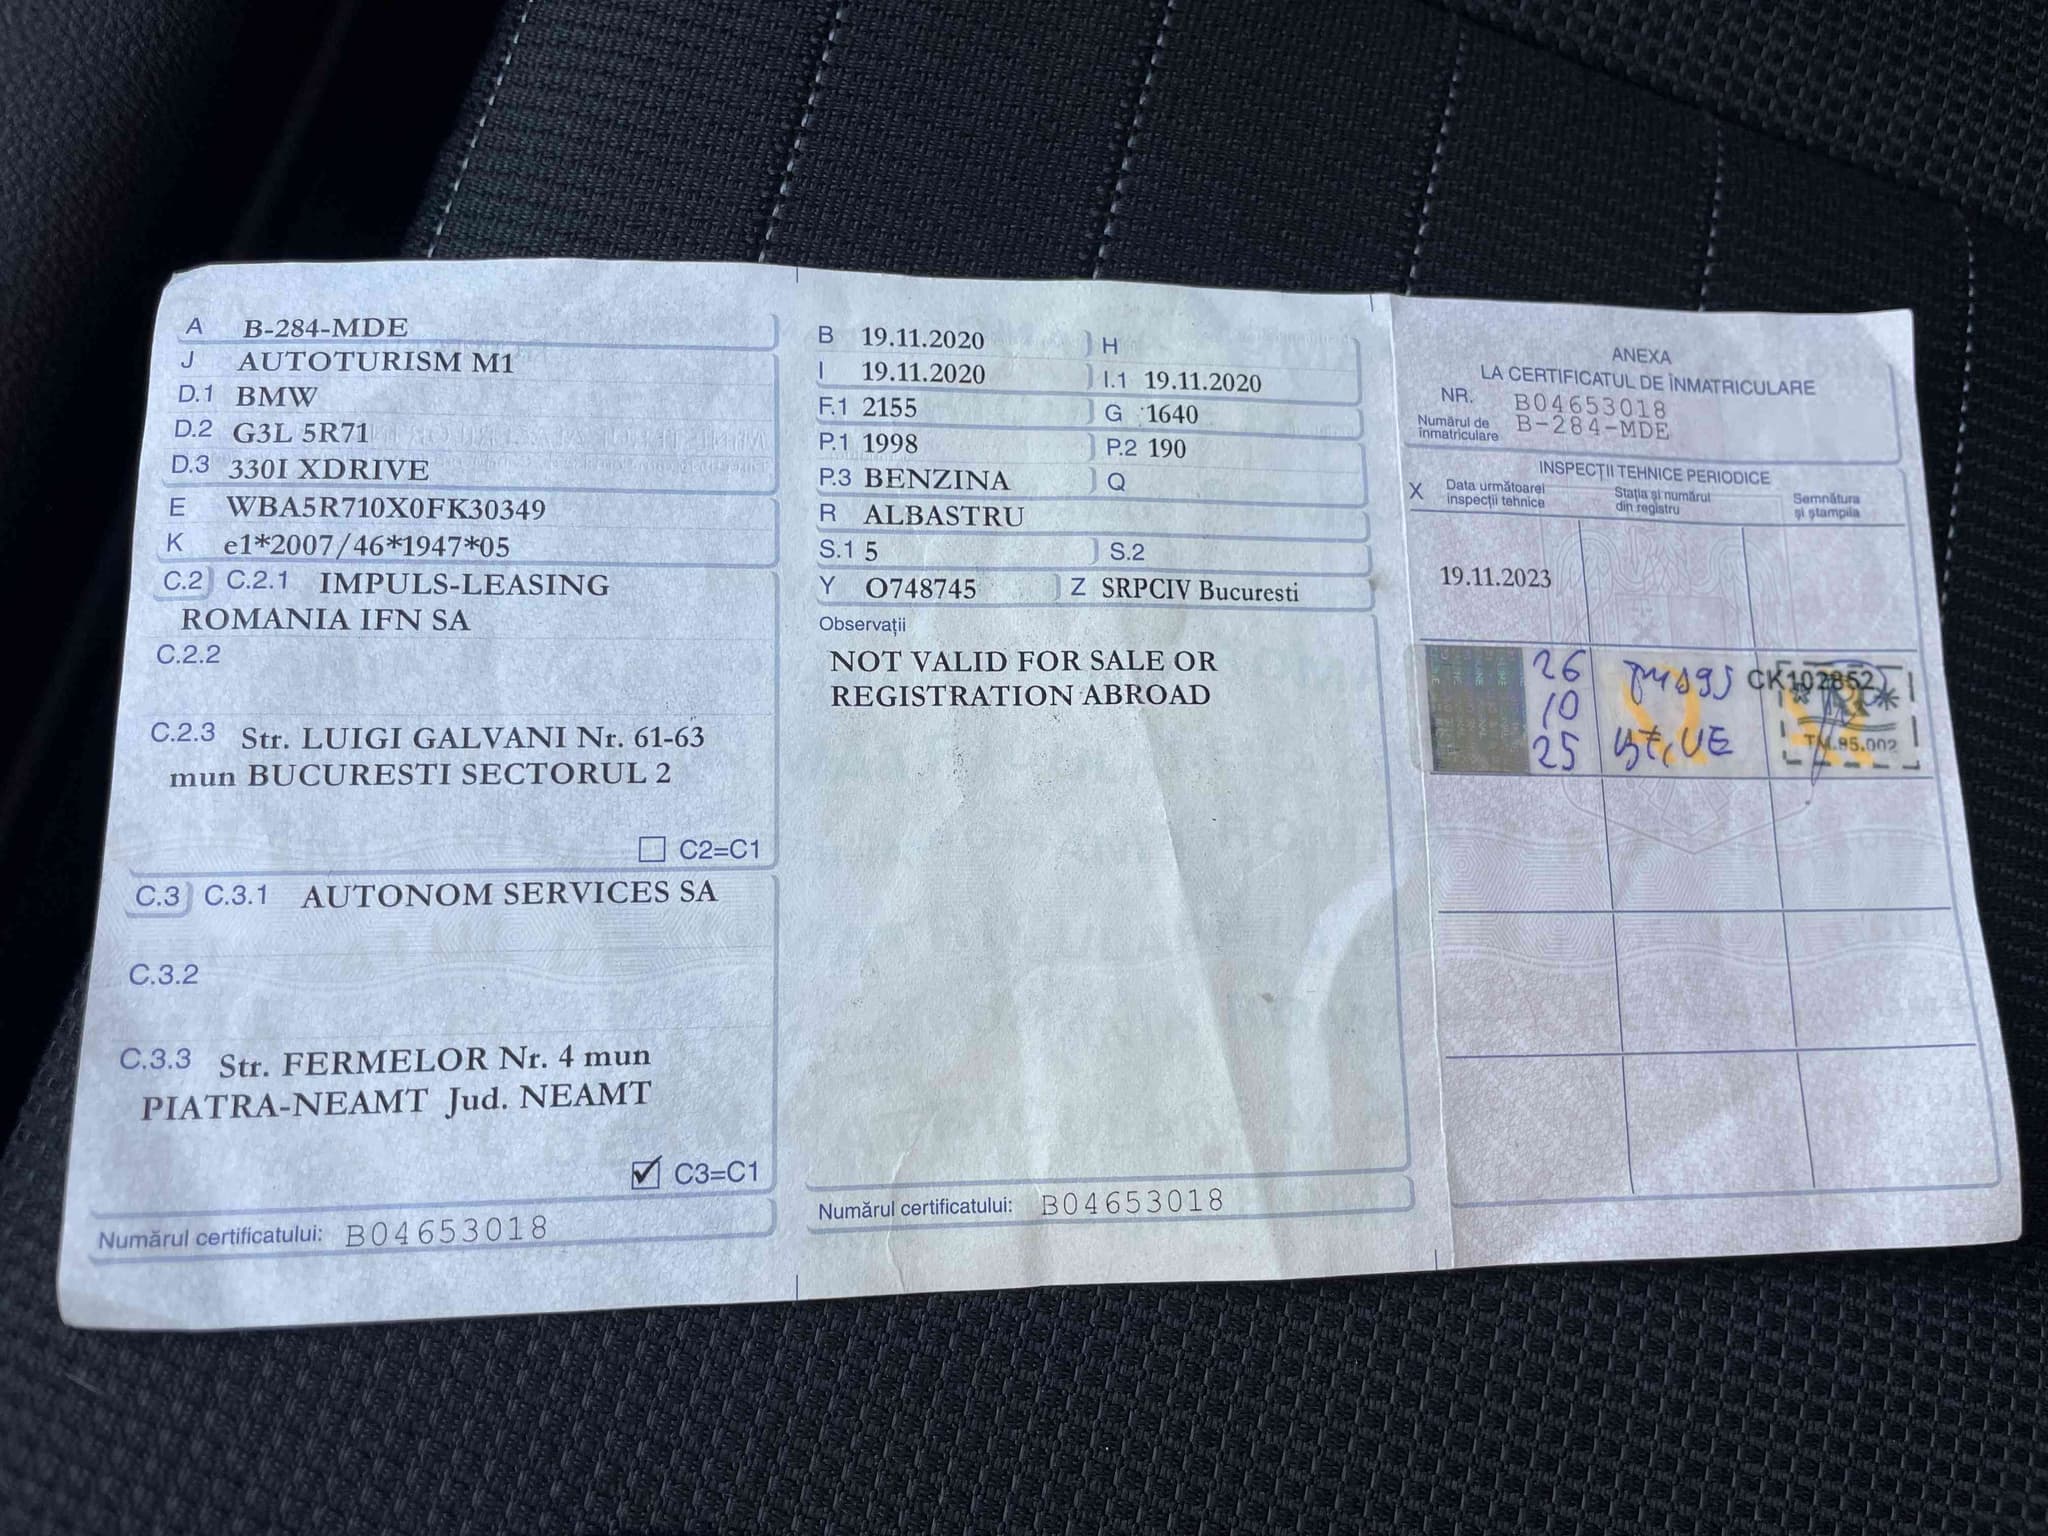 A B-284-MDE
J AUTOTURISM M1
D.1 BMW
D.2 G3L 5R71
D.3 330I XDRIVE
E WBA5R710X0FK30349
K e1*2007/46*1947*05
C.2 C.2.1 IMPULS-LEASING
ROMANIA IFN SA
C.2.2
C.2.3 Str. LUIGI GALVANI Nr. 61-63
mun BUCURESTI SECTORUL 2
C2=C1
C.3 C.3.1 AUTONOM SERVICES SA
C.3.2
C.3.3 Str. FERMELOR Nr. 4 mun
PIATRA-NEAMT Jud. NEAMT
C3=C1
Numărul certificatului: B04653018
B 19.11.2020 H
I 19.11.2020 I.1 19.11.2020
F.1 2155 G 1640
P.1 1998 P.2 190
P.3 BENZINA Q
R ALBASTRU
S.1 5 S.2
Y O748745 Z SRPCIV Bucuresti
Observații
NOT VALID FOR SALE OR
REGISTRATION ABROAD
Numărul certificatului: B04653018
ANEXA
LA CERTIFICATUL DE ÎNMATRICULARE
NR. B04653018
Numărul de înmatriculare B-284-MDE
INSPECȚII TEHNICE PERIODICE
X Data următoarei Stația și numărul Semnătura
inspecții tehnice din registru și ștampila
19.11.2023
26
10
25
CK102852
TM.95.002